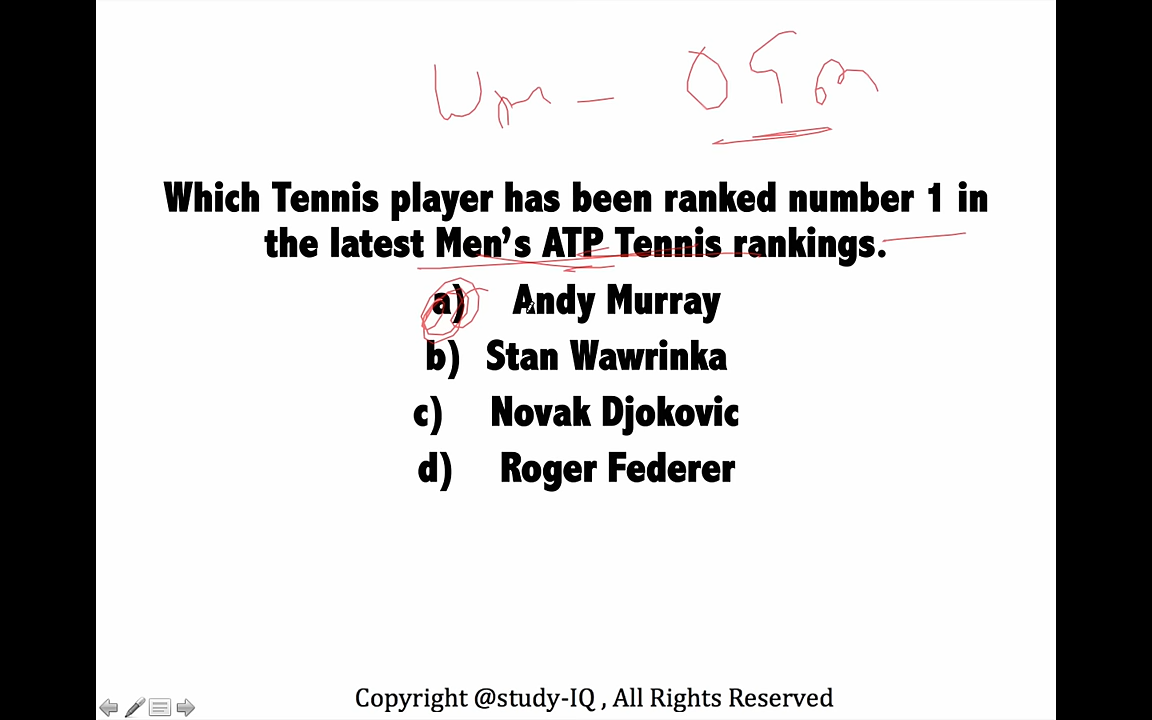 Which Tennis player has been ranked number 1 in
the latest Men's ATP Tennis rankings.
a) Andy Murray
b) Stan Wawrinka
c) Novak Djokovic
d) Roger Federer
Copyright @study-IQ , All Rights Reserved